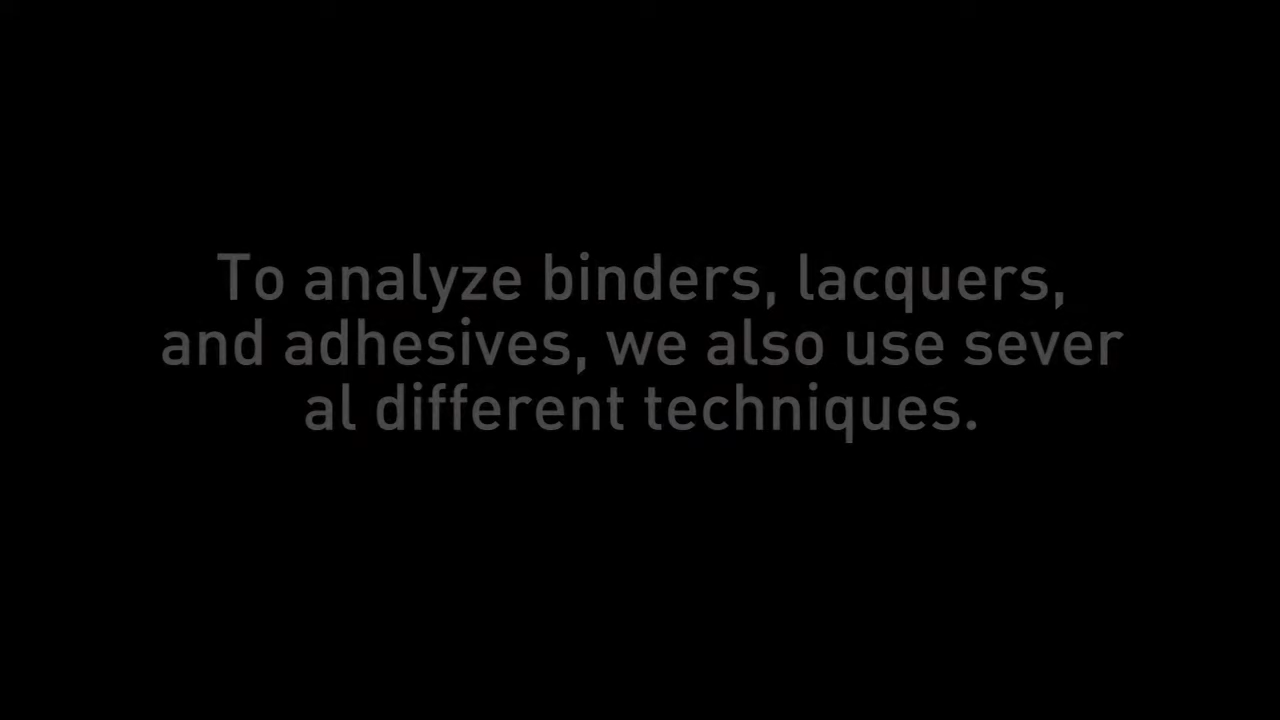 To analyze binders, lacquers,
and adhesives, we also use sever
al different techniques.